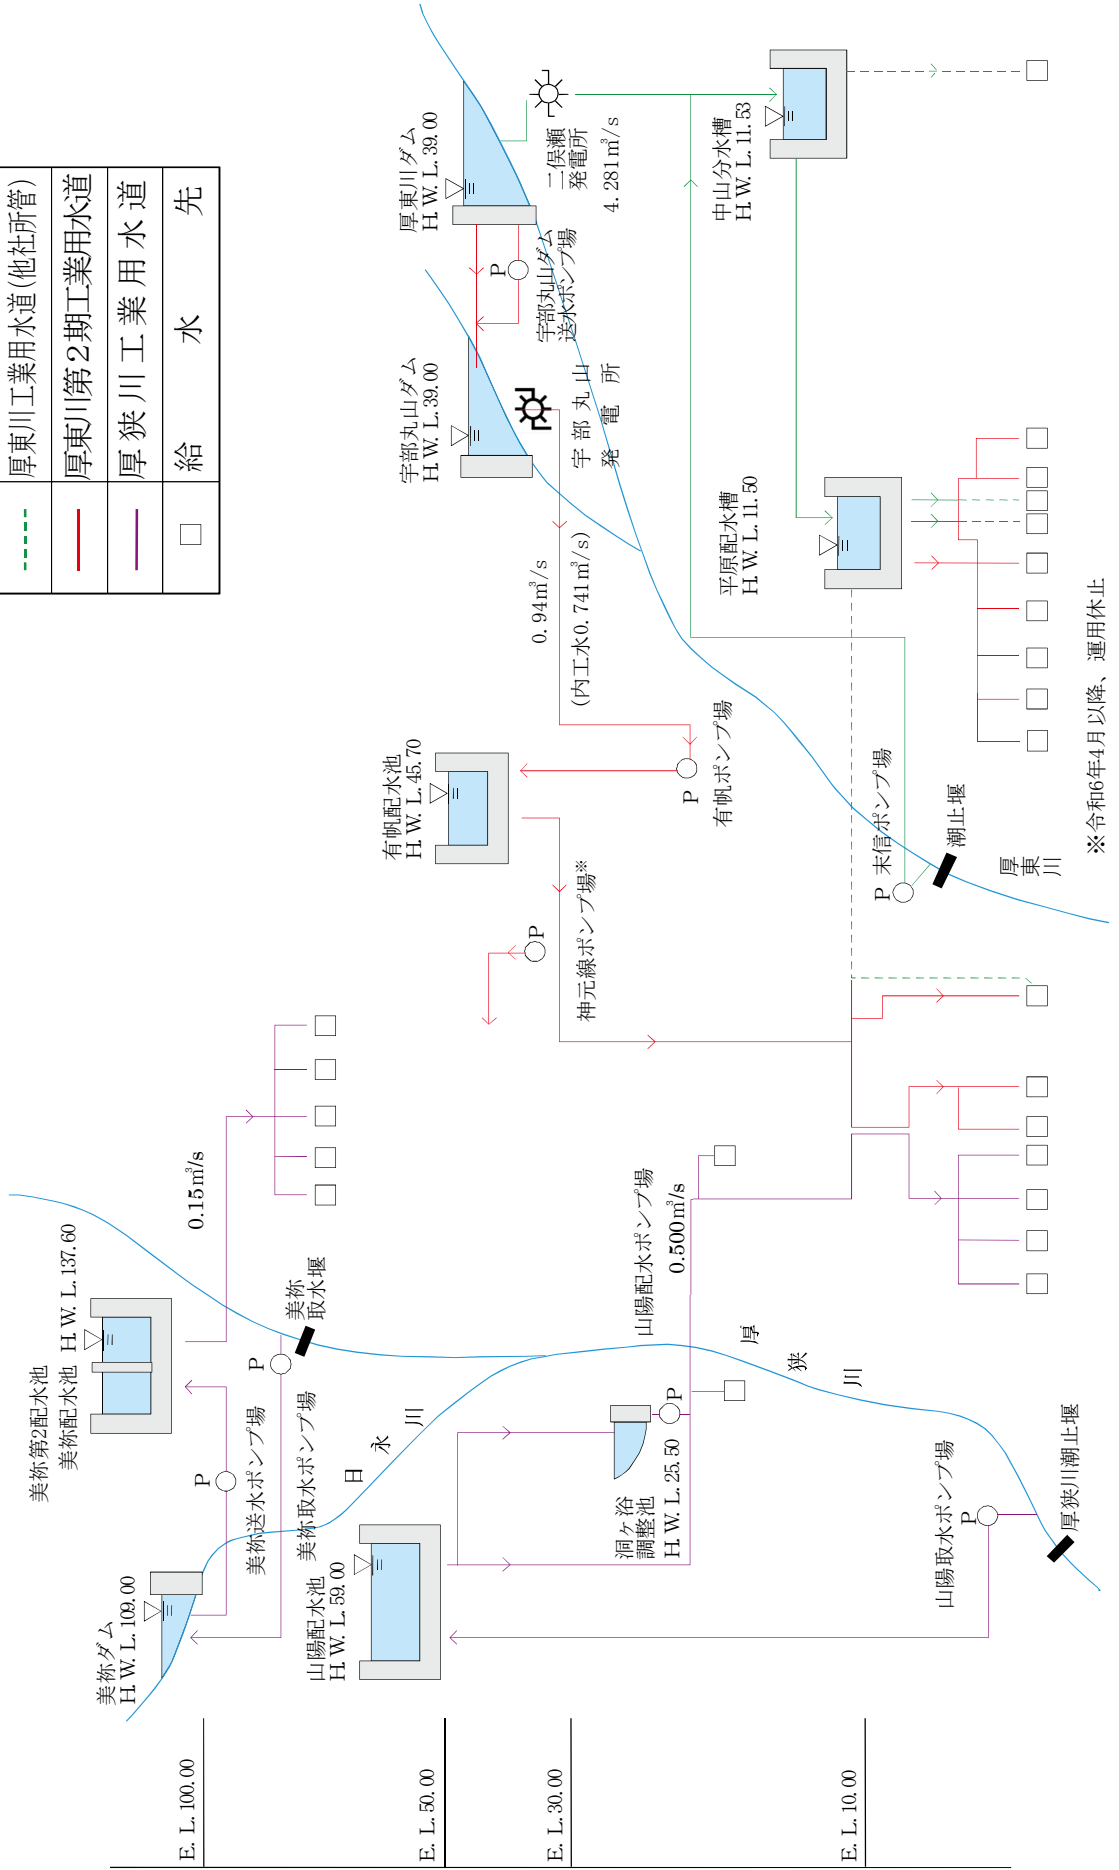 厚東川工業用水道(他社所管)
厚東川第2期工業用水道
厚狭川工業用水道
給水先
E. L. 100.00
E. L. 50.00
E. L. 30.00
E. L. 10.00
美祢ダム
H. W. L. 109.00
美祢第2配水池
美祢配水池
H. W. L. 137.60
P
美祢送水ポンプ場
P
美祢取水ポンプ場
美祢
取水堰
0.15㎥/s
日永川
山陽配水池
H. W. L. 59.00
洞ヶ谷
調整池
H. W. L. 25.50
P
山陽配水ポンプ場
0.500㎥/s
厚狭川
山陽取水ポンプ場
P
厚狭川潮止堰
有帆配水池
H. W. L. 45.70
P
神元線ポンプ場※
P
有帆ポンプ場
0.94㎥/s
(内工水0.741㎥/s)
宇部丸山ダム
H. W. L. 39.00
宇部丸山
発電所
厚東川ダム
H. W. L. 39.00
P
宇部丸山ダム
送水ポンプ場
二俣瀬
発電所
4.281㎥/s
中山分水槽
H. W. L. 11.53
平原配水槽
H. W. L. 11.50
P
末信ポンプ場
潮止堰
厚東川
※令和6年4月以降、運用休止